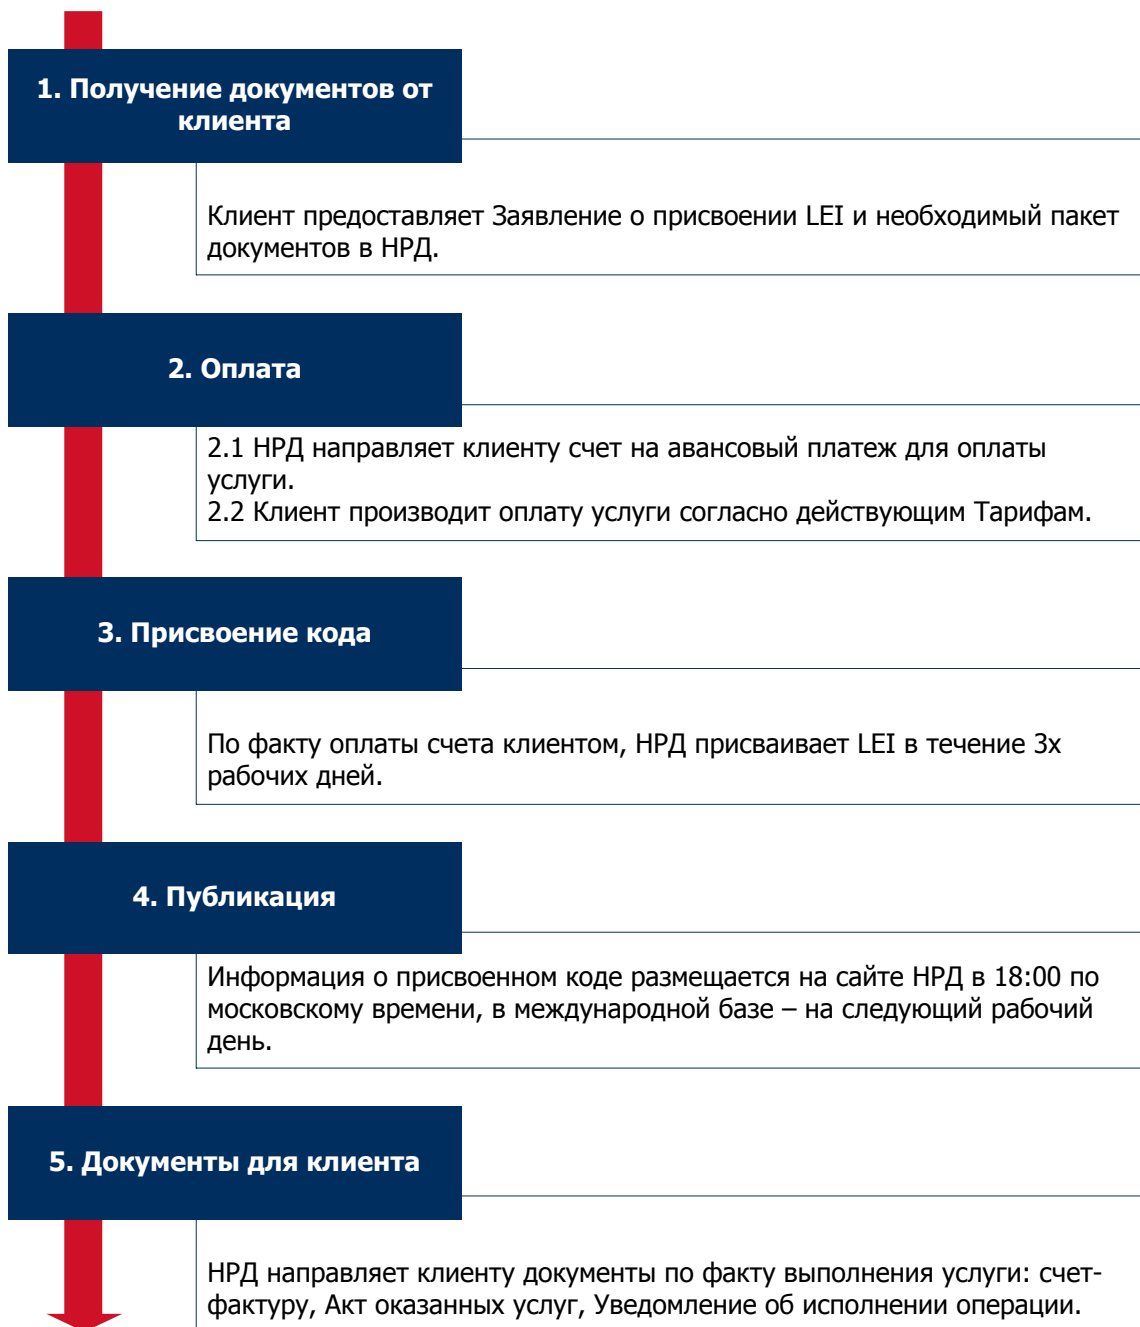 1. Получение документов от
клиента
Клиент предоставляет Заявление о присвоении LEI и необходимый пакет
документов в НРД.
2. Оплата
2.1 НРД направляет клиенту счет на авансовый платеж для оплаты
услуги.
2.2 Клиент производит оплату услуги согласно действующим Тарифам.
3. Присвоение кода
По факту оплаты счета клиентом, НРД присваивает LEI в течение 3х
рабочих дней.
4. Публикация
Информация о присвоенном коде размещается на сайте НРД в 18:00 по
московскому времени, в международной базе – на следующий рабочий
день.
5. Документы для клиента
НРД направляет клиенту документы по факту выполнения услуги: счет-
фактуру, Акт оказанных услуг, Уведомление об исполнении операции.